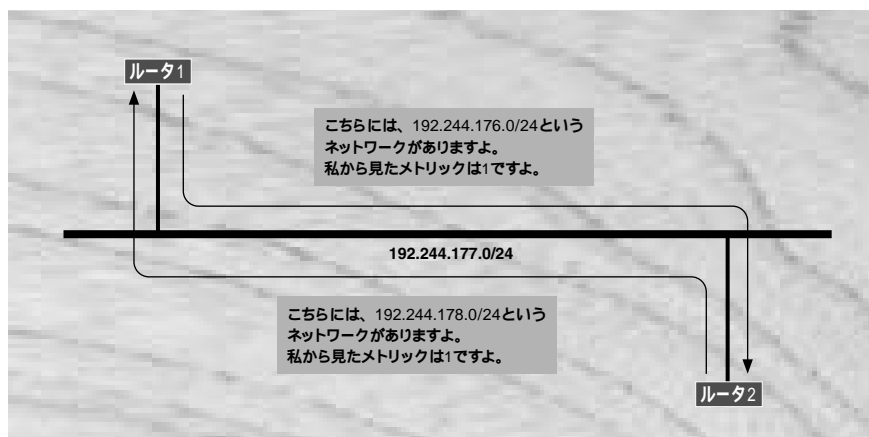 ルータ1
こちらには、192.244.176.0/24という
ネットワークがありますよ。
私から見たメトリックは1ですよ。
192.244.177.0/24
こちらには、192.244.178.0/24という
ネットワークがありますよ。
私から見たメトリックは1ですよ。
ルータ2